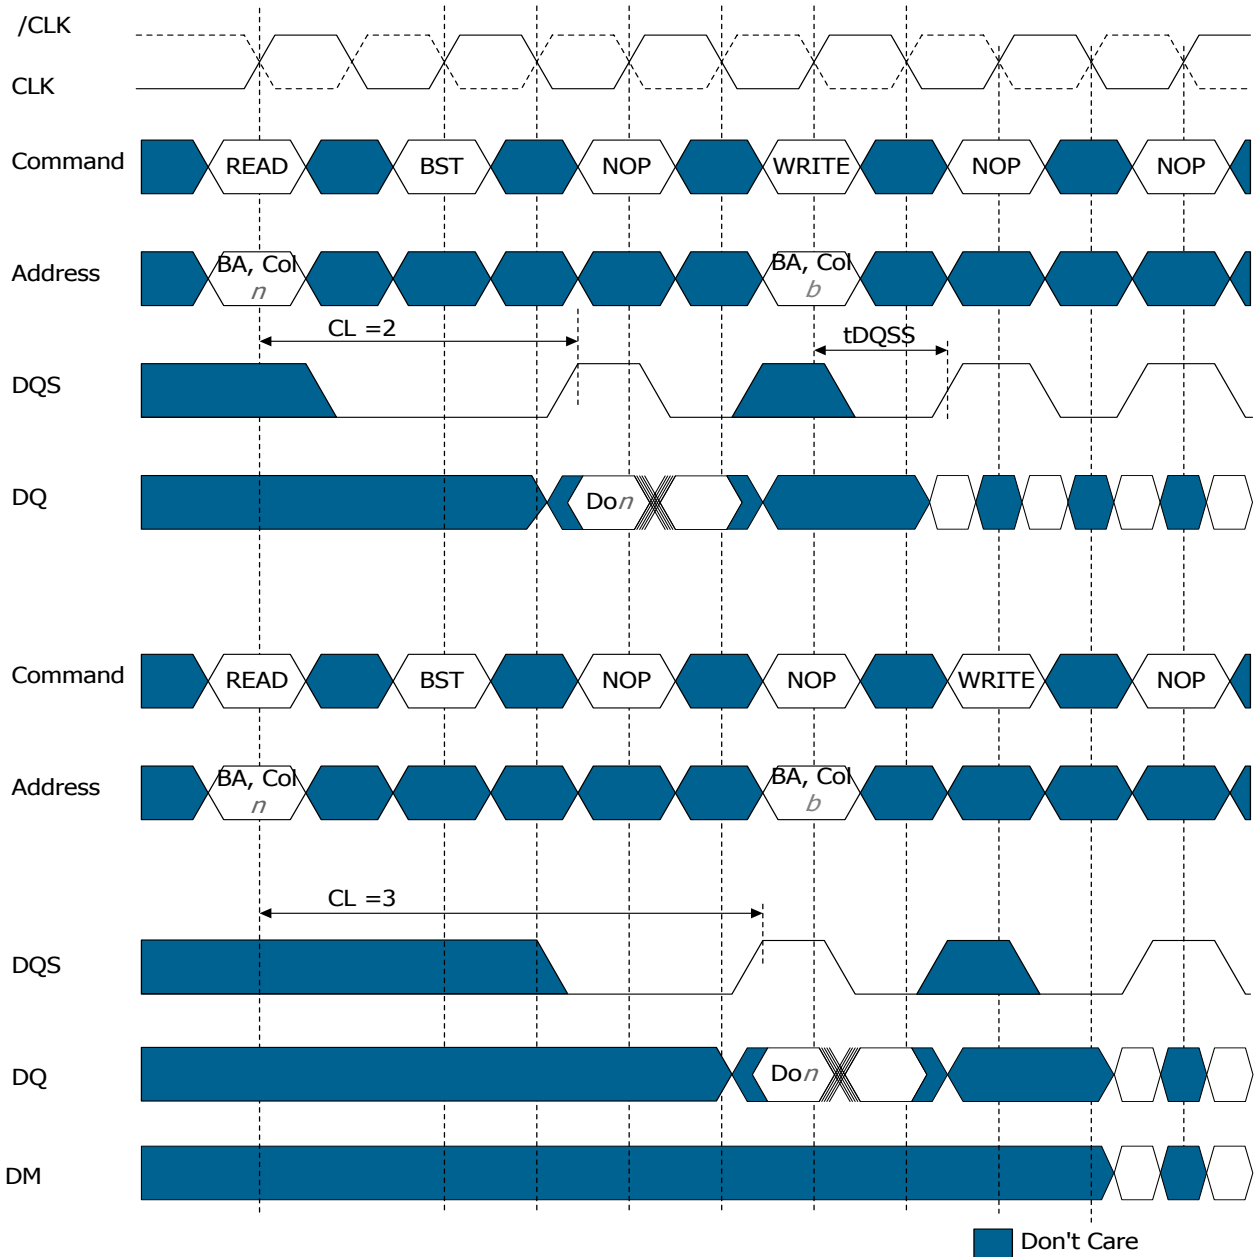 /CLK
CLK
Command READ BST NOP WRITE NOP NOP
Address BA, Col BA, Col
n b
CL =2 tDQSS
DQS
DQ Don
Command READ BST NOP NOP WRITE NOP
Address BA, Col BA, Col
n b
CL =3
DQS
DQ Don
DM
Don't Care